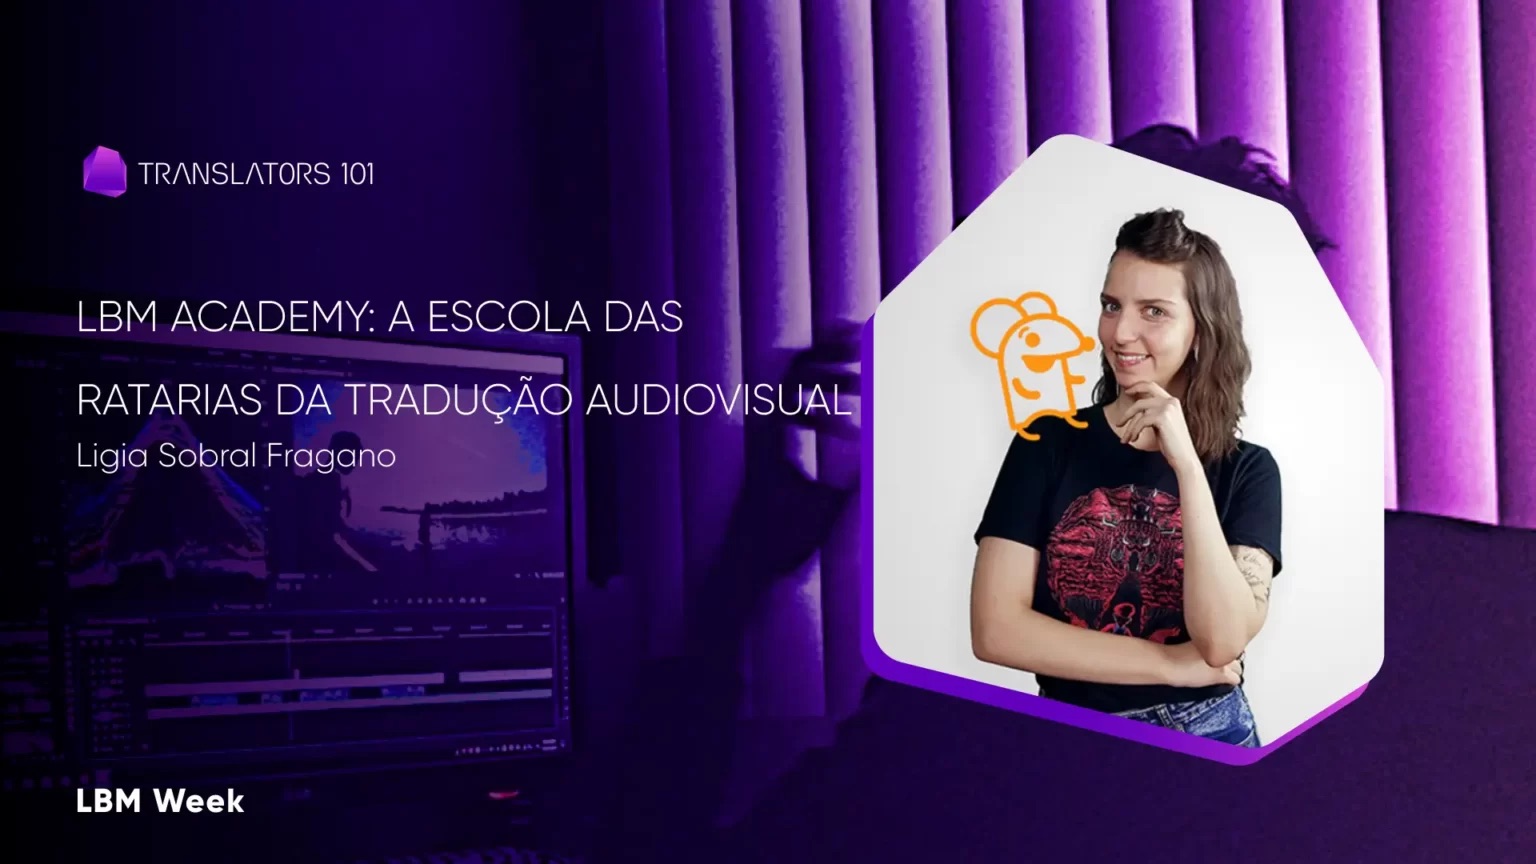 TRANSLATORS 101
LBM ACADEMY: A ESCOLA DAS
RATARIAS DA TRADUÇÃO AUDIOVISUAL
Ligia Sobral Fragano
LBM Week